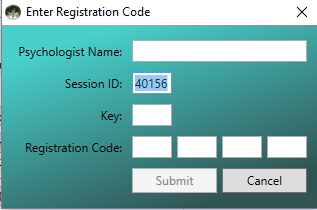 Enter Registration Code
Psychologist Name:
Session ID: 40156
Key:
Registration Code:
Submit Cancel